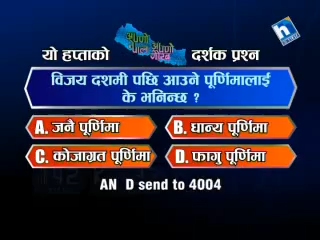 यो हप्ताको
दर्शक प्रश्न
विजय दशमी पछि आउने पूर्णिमालाई
के भनिन्छ ?
A. जनै पूर्णिमा
B. धान्य पूर्णिमा
C. कोजाग्रत पूर्णिमा
D. फागु पूर्णिमा
AN D send to 4004